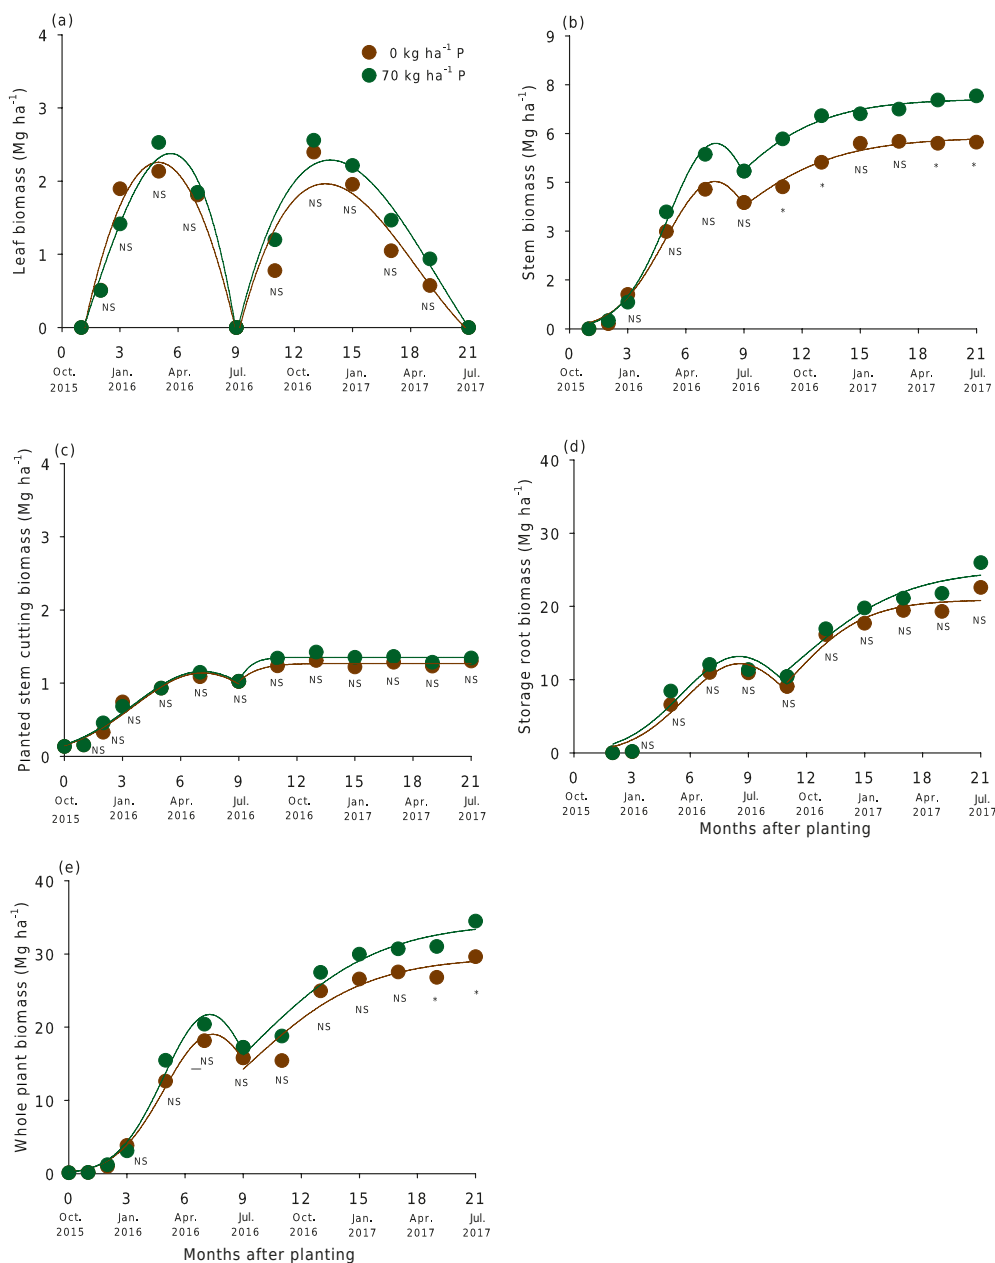 (a)
4
3
2
1
0
Leaf biomass (Mg ha⁻¹)
0 kg ha⁻¹ P
70 kg ha⁻¹ P
NS
NS
NS
NS
NS
NS
NS
NS
NS
0 3 6 9 12 15 18 21
Oct. Jan. Apr. Jul. Oct. Jan. Apr. Jul.
2015 2016 2016 2016 2016 2017 2017 2017
(b)
9
8
6
5
3
2
0
Stem biomass (Mg ha⁻¹)
NS
NS
NS
NS
*
*
NS
NS
*
*
0 3 6 9 12 15 18 21
Oct. Jan. Apr. Jul. Oct. Jan. Apr. Jul.
2015 2016 2016 2016 2016 2017 2017 2017
(c)
4
3
2
1
0
Planted stem cutting biomass (Mg ha⁻¹)
NS
NS
NS
NS
NS
NS
NS
NS
NS
NS
NS
NS
0 3 6 9 12 15 18 21
Oct. Jan. Apr. Jul. Oct. Jan. Apr. Jul.
2015 2016 2016 2016 2016 2017 2017 2017
(d)
40
30
20
10
0
Storage root biomass (Mg ha⁻¹)
NS
NS
NS
NS
NS
NS
NS
NS
NS
NS
0 3 6 9 12 15 18 21
Oct. Jan. Apr. Jul. Oct. Jan. Apr. Jul.
2015 2016 2016 2016 2016 2017 2017 2017
Months after planting
(e)
40
30
20
10
0
Whole plant biomass (Mg ha⁻¹)
NS
NS
NS
NS
NS
NS
NS
NS
*
*
0 3 6 9 12 15 18 21
Oct. Jan. Apr. Jul. Oct. Jan. Apr. Jul.
2015 2016 2016 2016 2016 2017 2017 2017
Months after planting